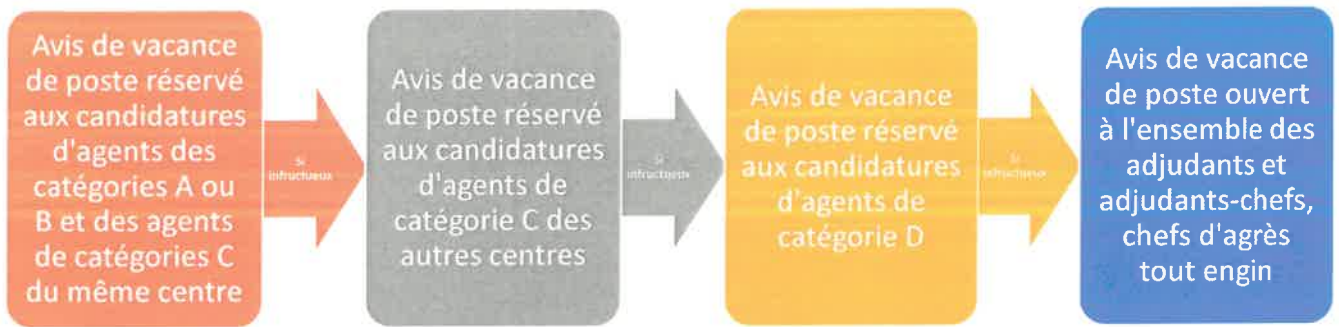 Avis de vacance
de poste réservé
aux candidatures
d'agents des
catégories A ou
B et des agents
de catégories C
du même centre
Si
infructueux
Avis de vacance
de poste réservé
aux candidatures
d'agents de
catégorie C des
autres centres
Si
infructueux
Avis de vacance
de poste réservé
aux candidatures
d'agents de
catégorie D
Si
infructueux
Avis de vacance
de poste ouvert
à l'ensemble des
adjudants et
adjudants-chefs,
chefs d'agrès
tout engin